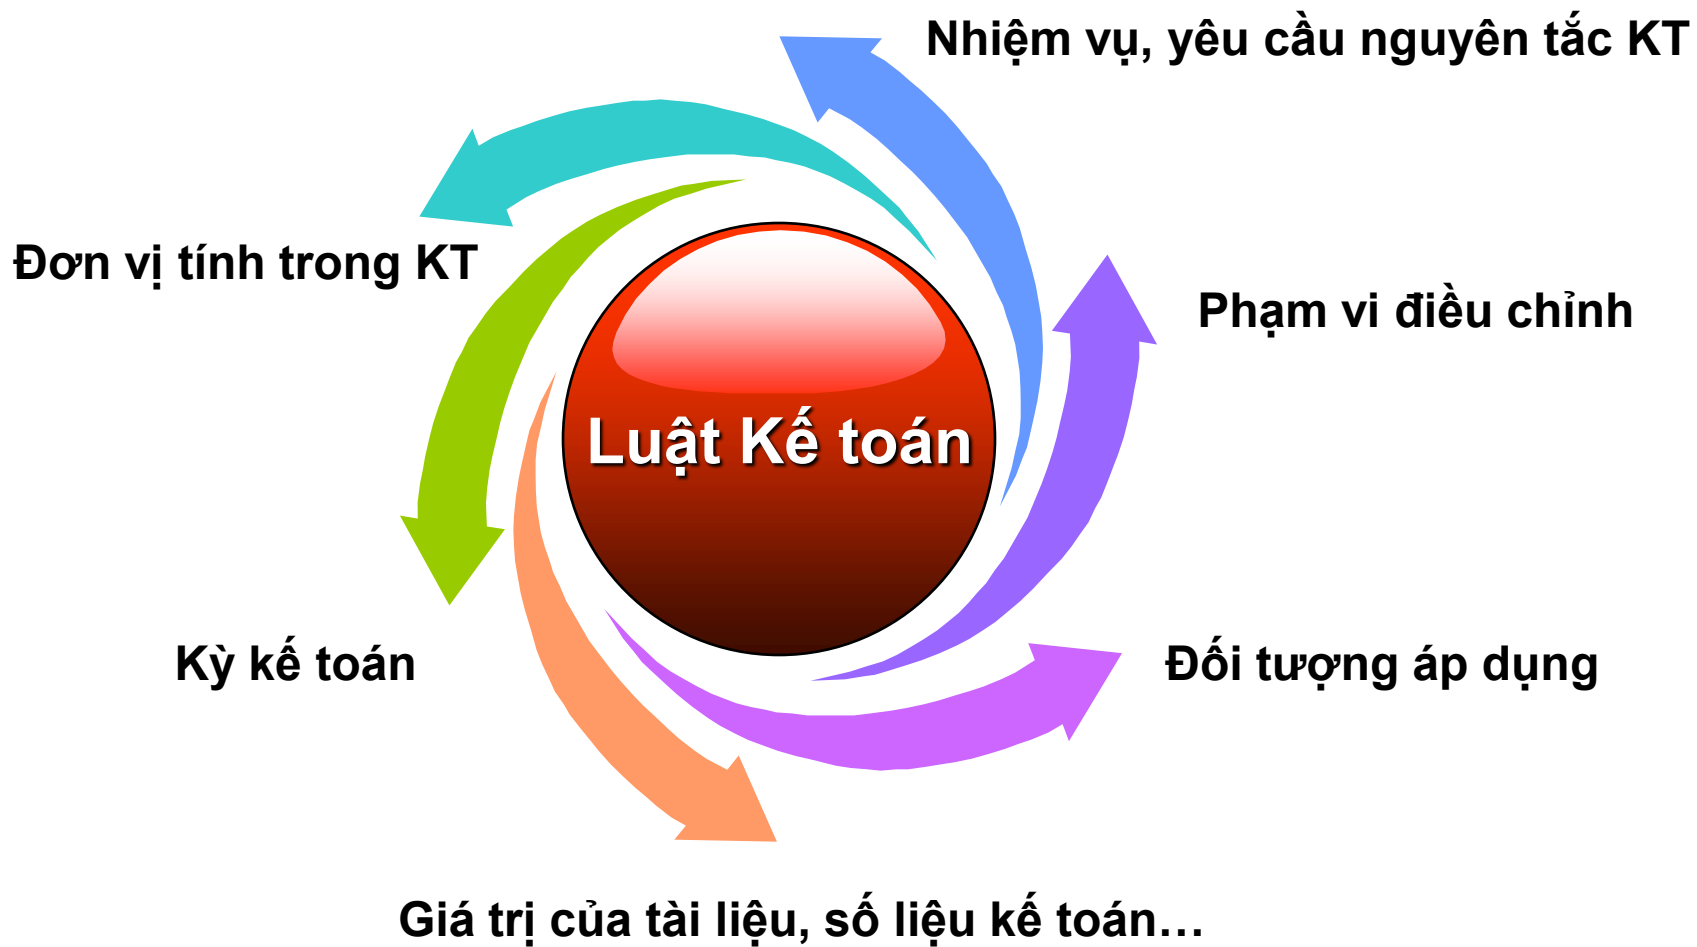 Nhiệm vụ, yêu cầu nguyên tắc KT
Đơn vị tính trong KT
Phạm vi điều chỉnh
Luật Kế toán
Kỳ kế toán
Đối tượng áp dụng
Giá trị của tài liệu, số liệu kế toán…